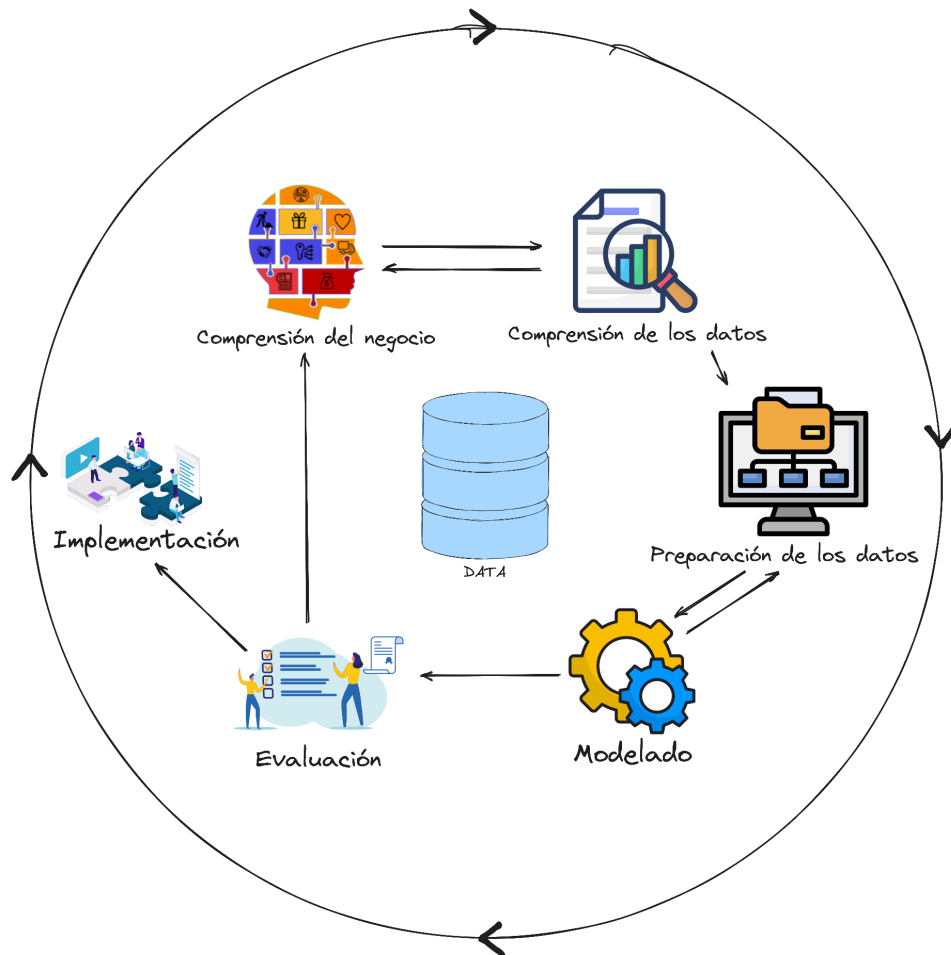 Comprensión del negocio
Comprensión de los datos
Preparación de los datos
DATA
Implementación
Evaluación
Modelado